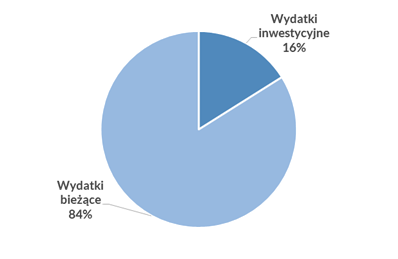 Wydatki
inwestycyjne
16%
Wydatki
bieżące
84%